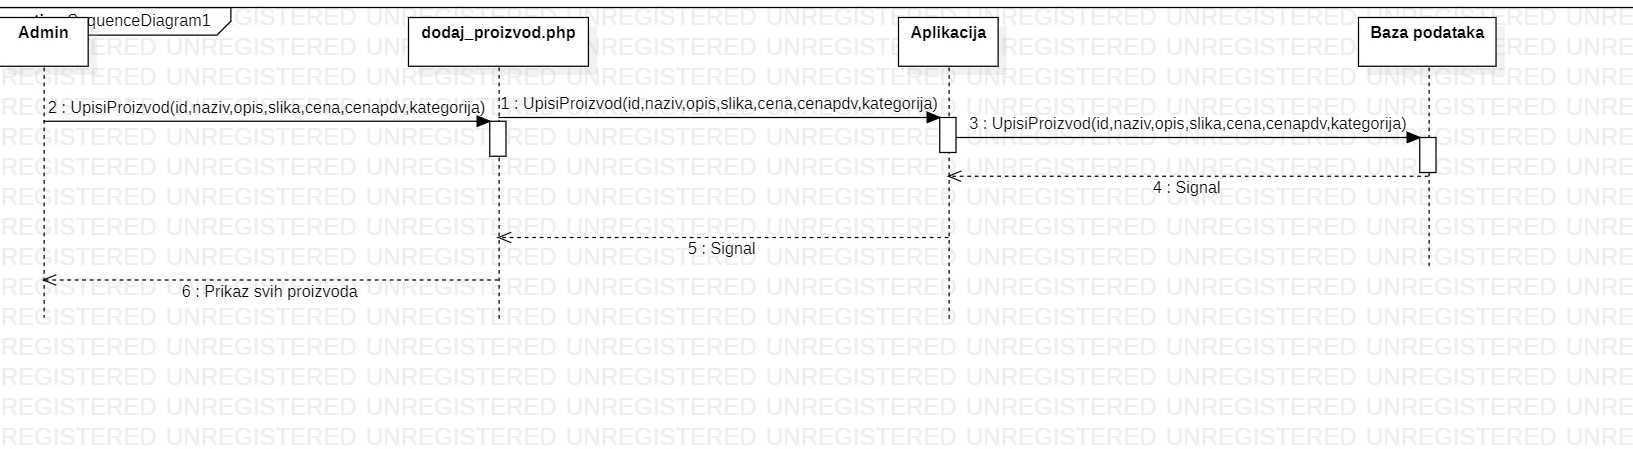 SequenceDiagram1
Admin
dodaj_proizvod.php
Aplikacija
Baza podataka
2 : UpisiProizvod(id,naziv,opis,slika,cena,cenapdv,kategorija)
1 : UpisiProizvod(id,naziv,opis,slika,cena,cenapdv,kategorija)
3 : UpisiProizvod(id,naziv,opis,slika,cena,cenapdv,kategorija)
4 : Signal
5 : Signal
6 : Prikaz svih proizvoda
UNREGISTERED